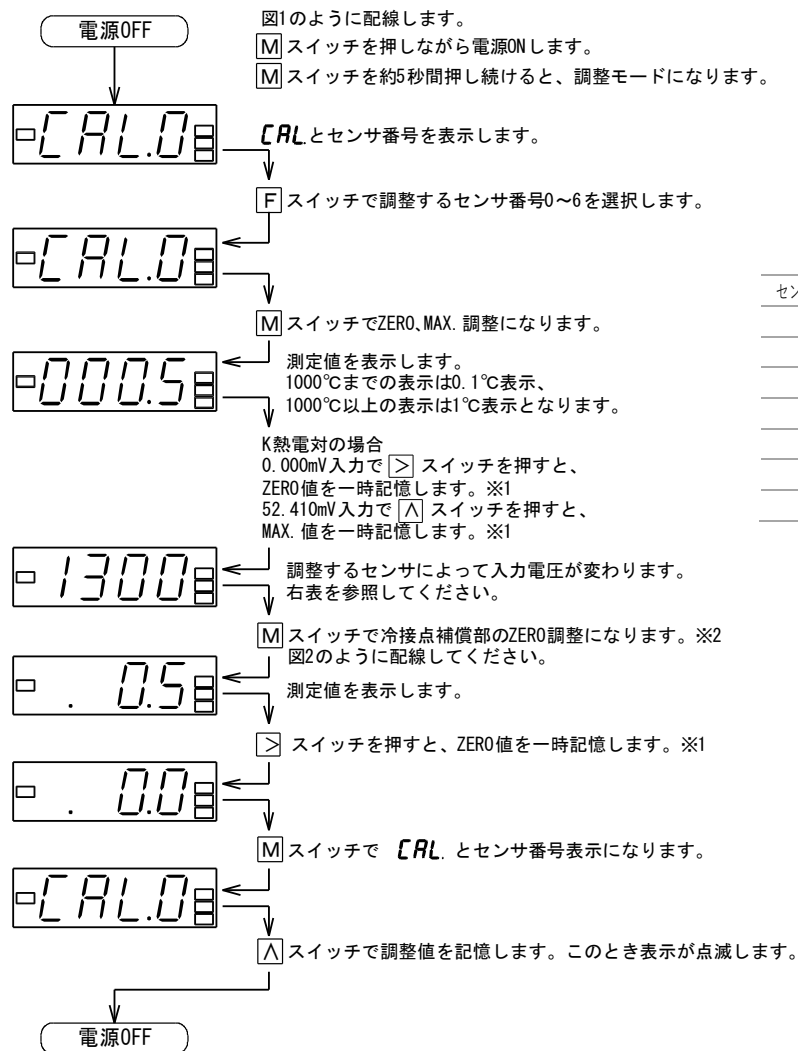 電源OFF
図1のように配線します。
Mスイッチを押しながら電源ONします。
Mスイッチを約5秒間押し続けると、調整モードになります。
CAL.0
CAL.とセンサ番号を表示します。
Fスイッチで調整するセンサ番号0～6を選択します。
CAL.0
セン
MスイッチでZERO、MAX. 調整になります。
000.5
測定値を表示します。
1000℃までの表示は0.1℃表示、
1000℃以上の表示は1℃表示となります。
K熱電対の場合
0.000mV入力で > スイッチを押すと、
ZERO値を一時記憶します。※1
52.410mV入力で ∧ スイッチを押すと、
MAX. 値を一時記憶します。※1
1300
調整するセンサによって入力電圧が変わります。
右表を参照してください。
Mスイッチで冷接点補償部のZERO調整になります。※2
図2のように配線してください。
. 0.5
測定値を表示します。
> スイッチを押すと、ZERO値を一時記憶します。※1
. 0.0
Mスイッチで CAL. とセンサ番号表示になります。
CAL.0
∧スイッチで調整値を記憶します。このとき表示が点滅します。
電源OFF